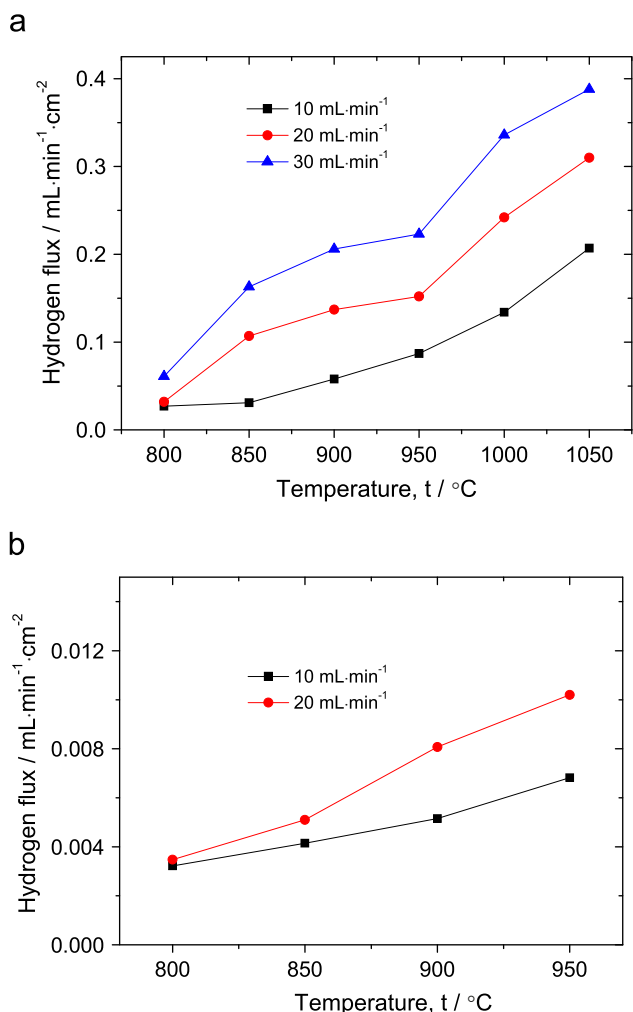 a
0.4
0.3
0.2
0.1
0.0
Hydrogen flux / mL·min⁻¹·cm⁻²
10 mL·min⁻¹
20 mL·min⁻¹
30 mL·min⁻¹
800 850 900 950 1000 1050
Temperature, t / °C
b
0.012
0.008
0.004
0.000
Hydrogen flux / mL·min⁻¹·cm⁻²
10 mL·min⁻¹
20 mL·min⁻¹
800 850 900 950
Temperature, t / °C